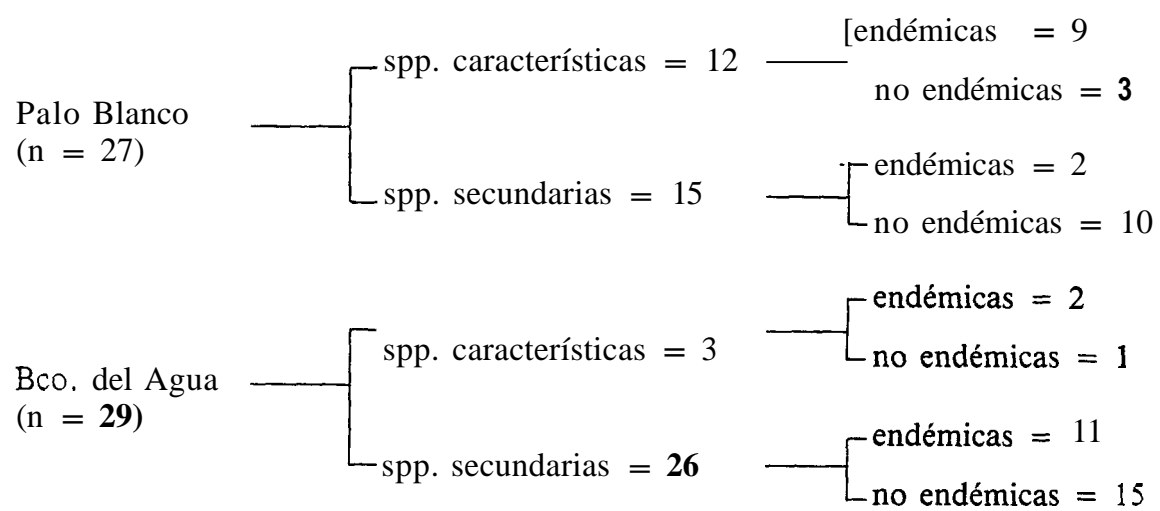 [endémicas = 9
spp. características = 12
no endémicas = 3
Palo Blanco
(n = 27)
endémicas = 2
spp. secundarias = 15
no endémicas = 10
endémicas = 2
spp. características = 3
no endémicas = 1
Bco. del Agua
(n = 29)
endémicas = 11
spp. secundarias = 26
no endémicas = 15